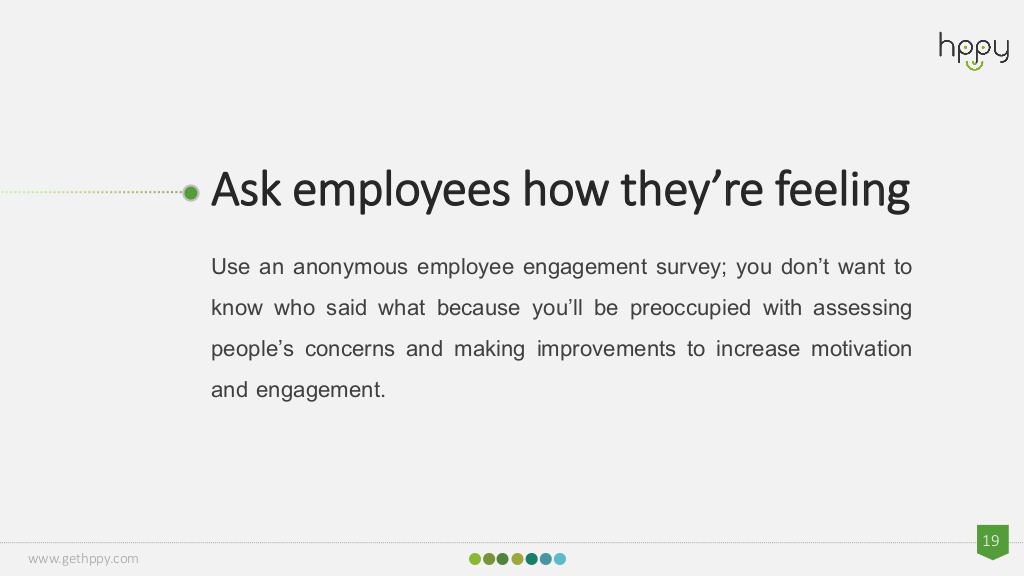 hppy
Ask employees how they’re feeling
Use an anonymous employee engagement survey; you don’t want to
know who said what because you’ll be preoccupied with assessing
people’s concerns and making improvements to increase motivation
and engagement.
www.gethppy.com
19